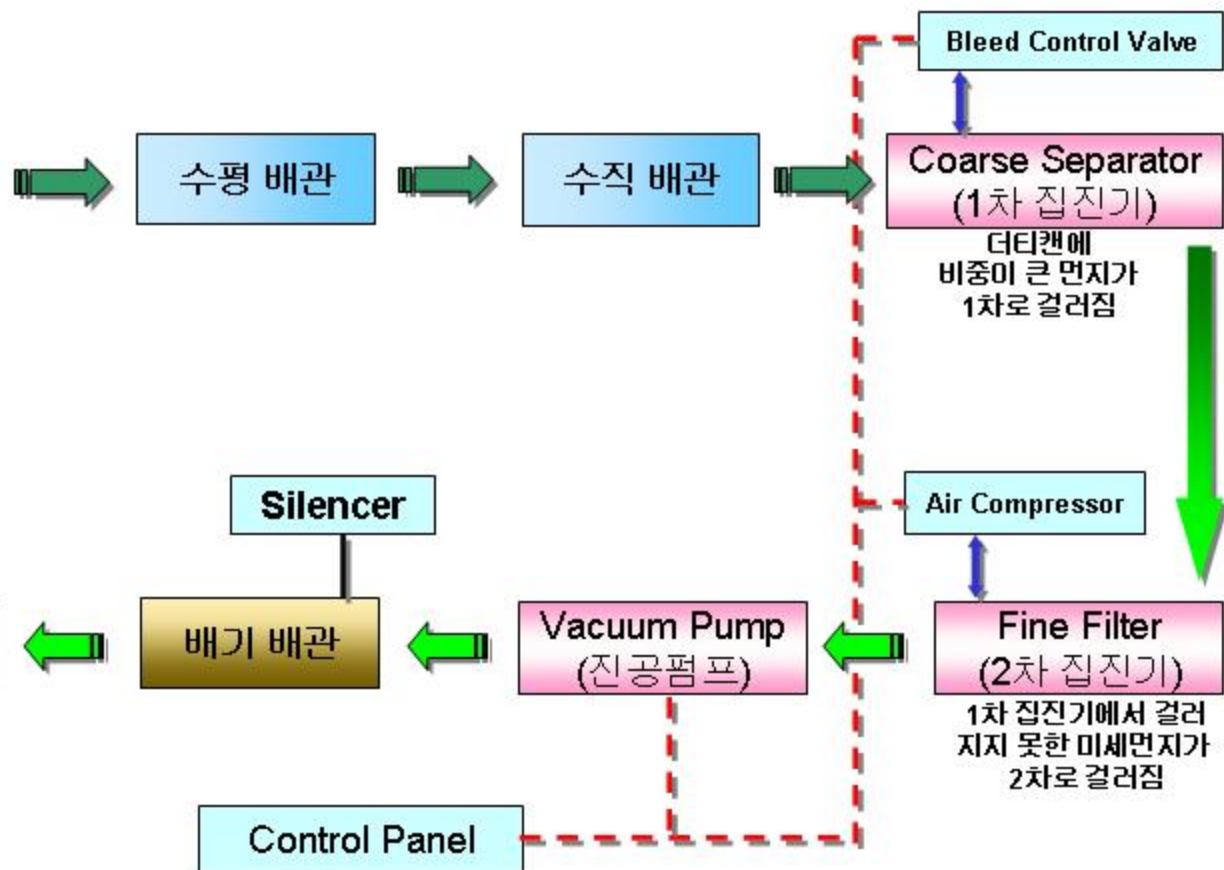 Bleed Control Valve
수평 배관
수직 배관
Coarse Separator
(1차 집진기)
더티캔에
비중이 큰 먼지가
1차로 걸러짐
Silencer
Air Compressor
배기 배관
Vacuum Pump
(진공펌프)
Fine Filter
(2차 집진기)
1차 집진기에서 걸러
지지 못한 미세먼지가
2차로 걸러짐
Control Panel